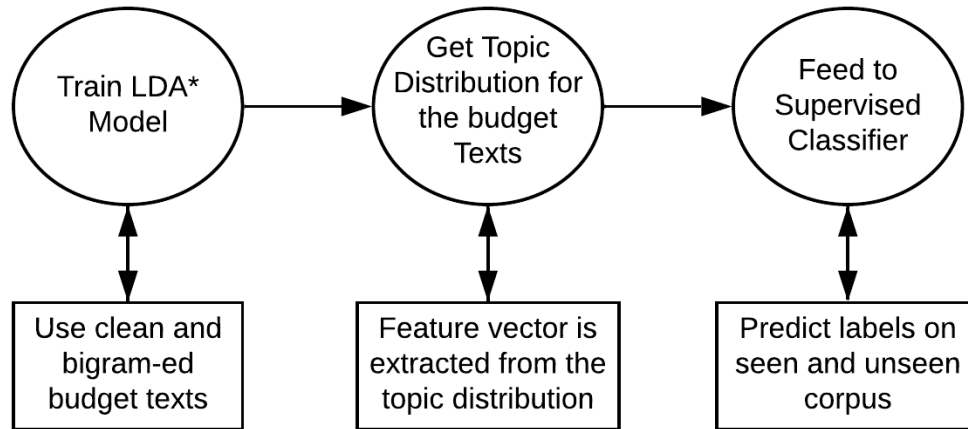 Train LDA*
Model
Get Topic
Distribution for
the budget
Texts
Feed to
Supervised
Classifier
Use clean and
bigram-ed
budget texts
Feature vector is
extracted from the
topic distribution
Predict labels on
seen and unseen
corpus